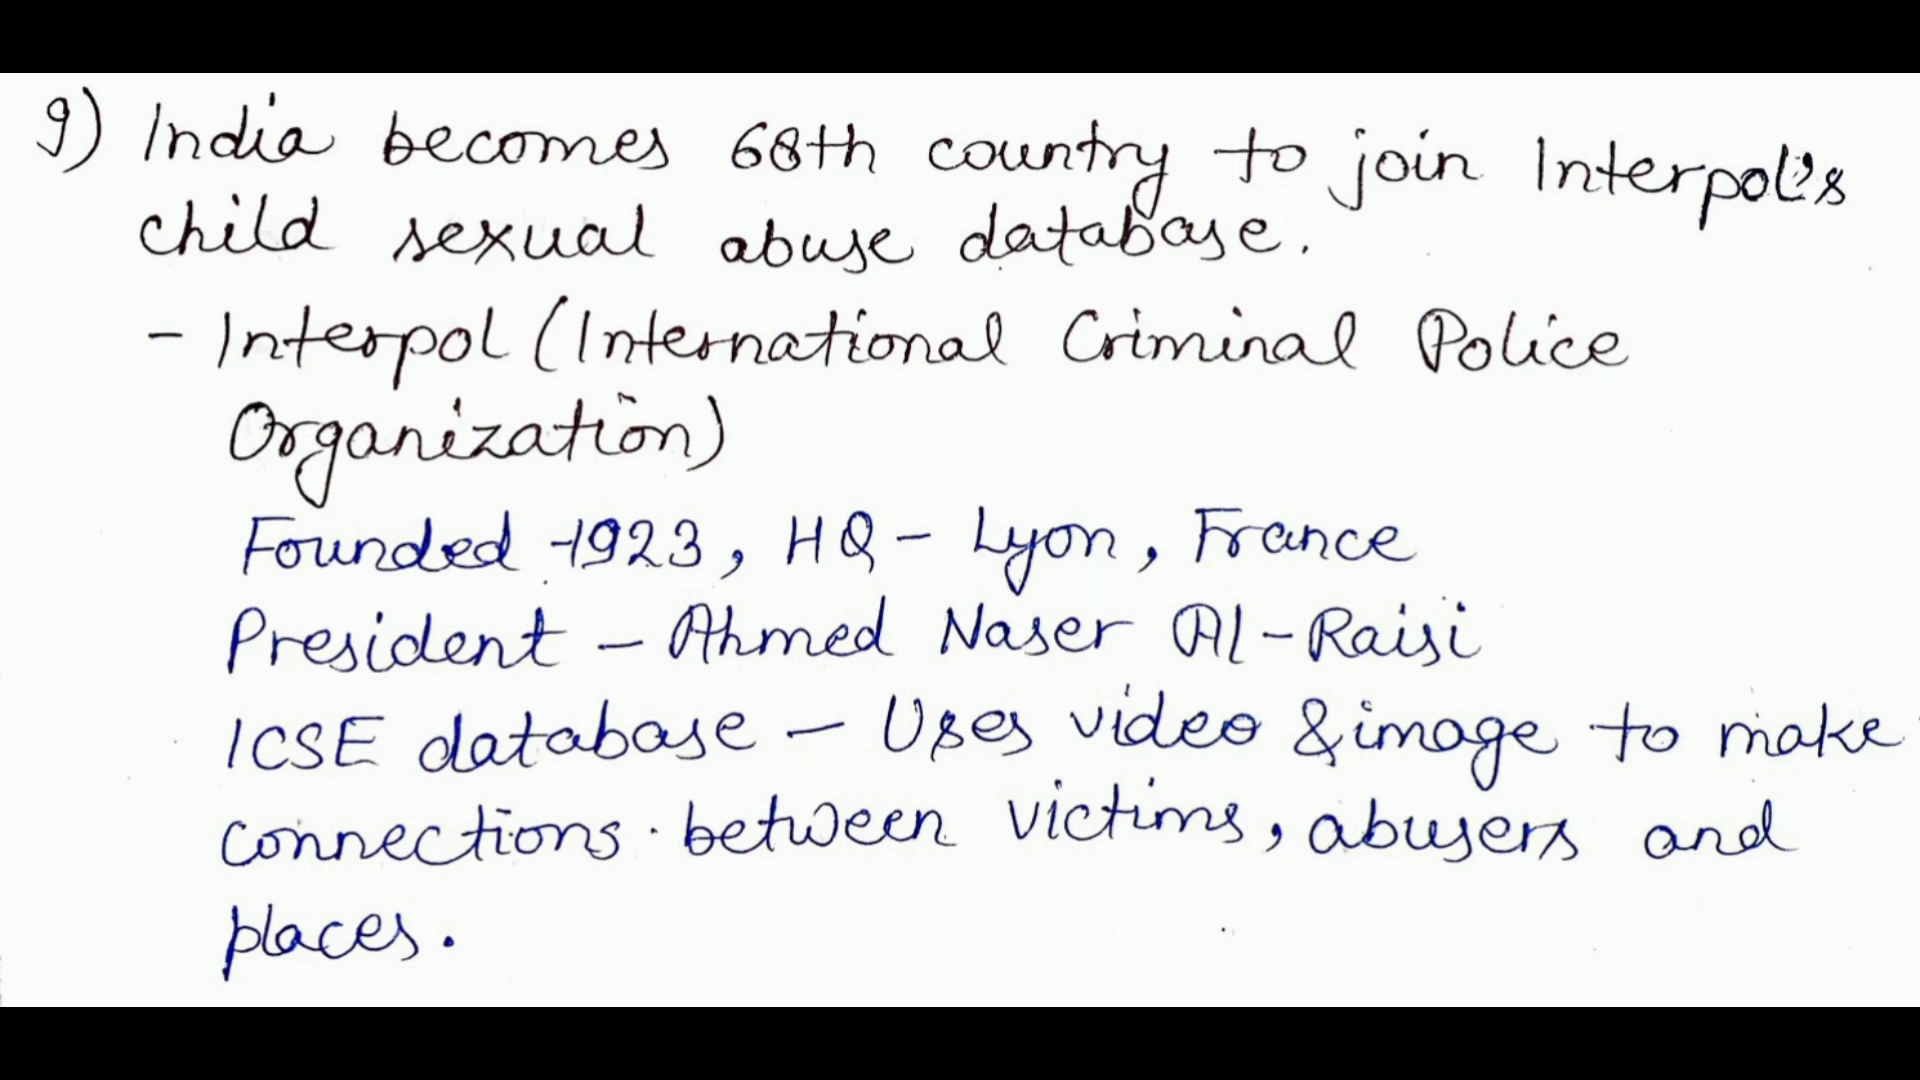 9) India becomes 68th country to join Interpol's
child sexual abuse database.
- Interpol (International Criminal Police
Organization)
Founded -1923, HQ - Lyon, France
President - Ahmed Naser Al-Raisi
ICSE database - Uses video & image to make
connections between victims, abusers and
places.